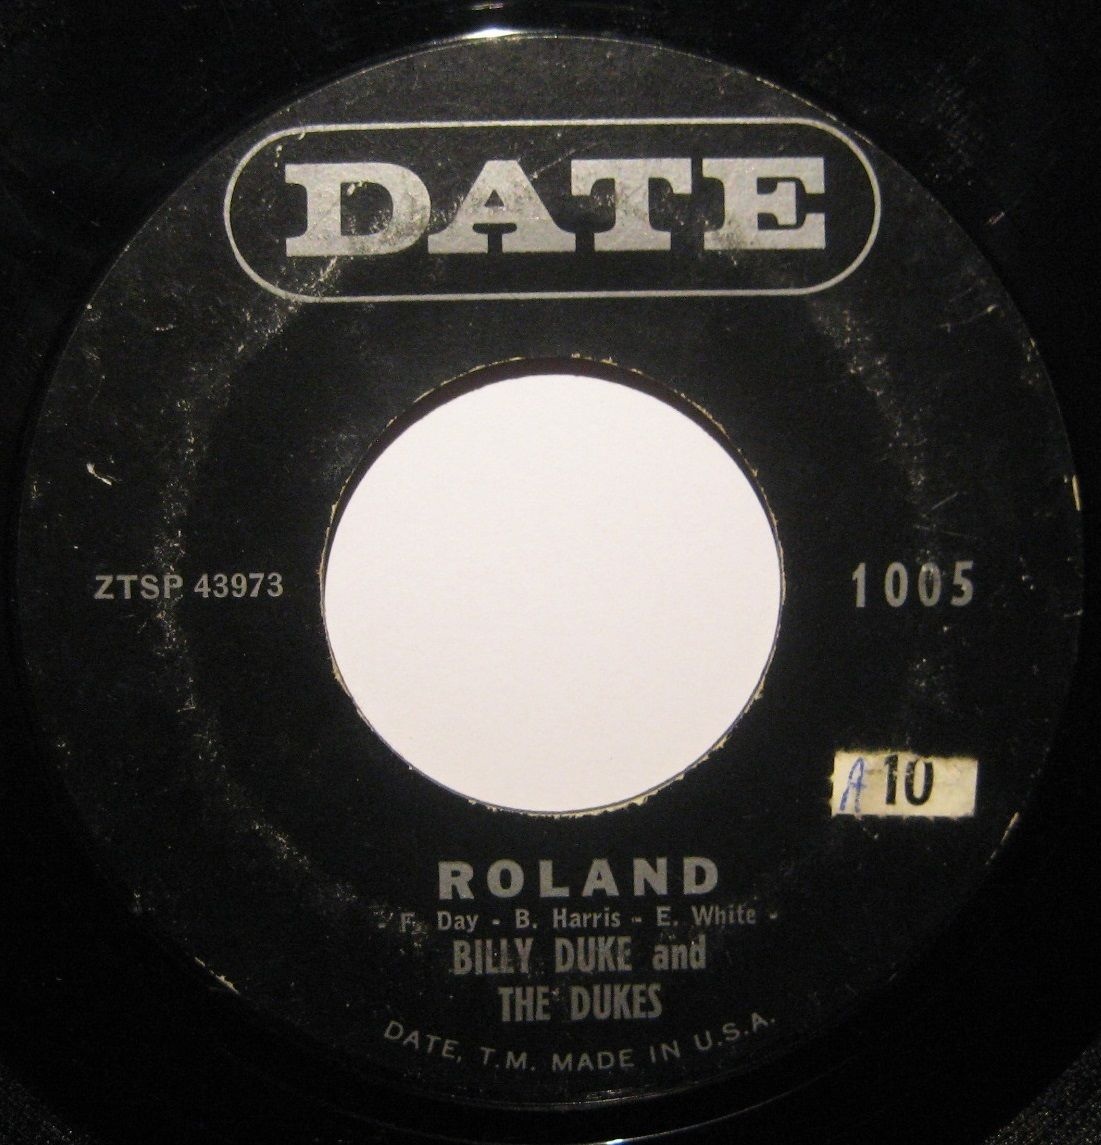 DATE
ZTSP 43973
1005
A 10
ROLAND
- F. Day - B. Harris - E. White -
BILLY DUKE and
THE DUKES
DATE, T.M. MADE IN U.S.A.